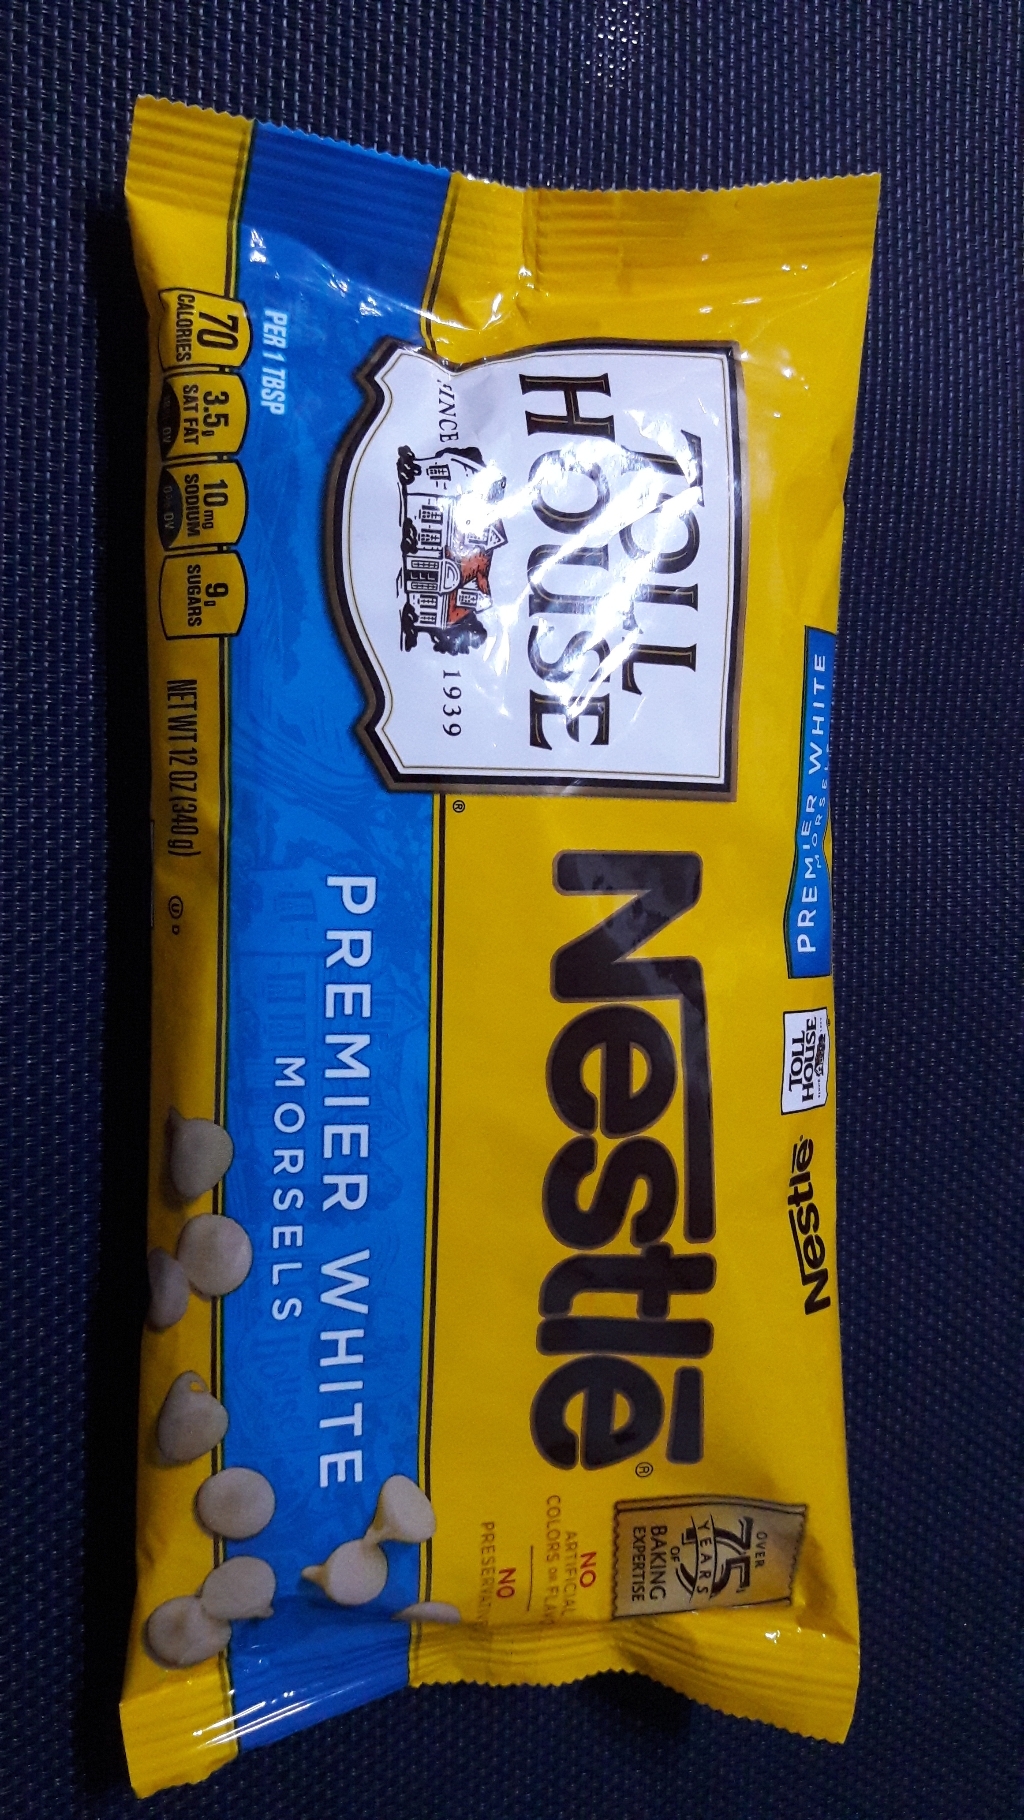 PREMIER WHITE
MORSELS
TOLL
HOUSE
Nestlé
TOLL
HOUSE
SINCE 1939
®
Nestlé®
OVER
75
YEARS
OF
BAKING
EXPERTISE
NO
ARTIFICIAL
COLORS OR
NO
PREMIER WHITE
MORSELS
PER 1 TBSP
70
CALORIES
3.5g
SAT FAT
DV
10mg
SODIUM
DV
9g
SUGARS
NET WT 12 OZ (340 g)
U D